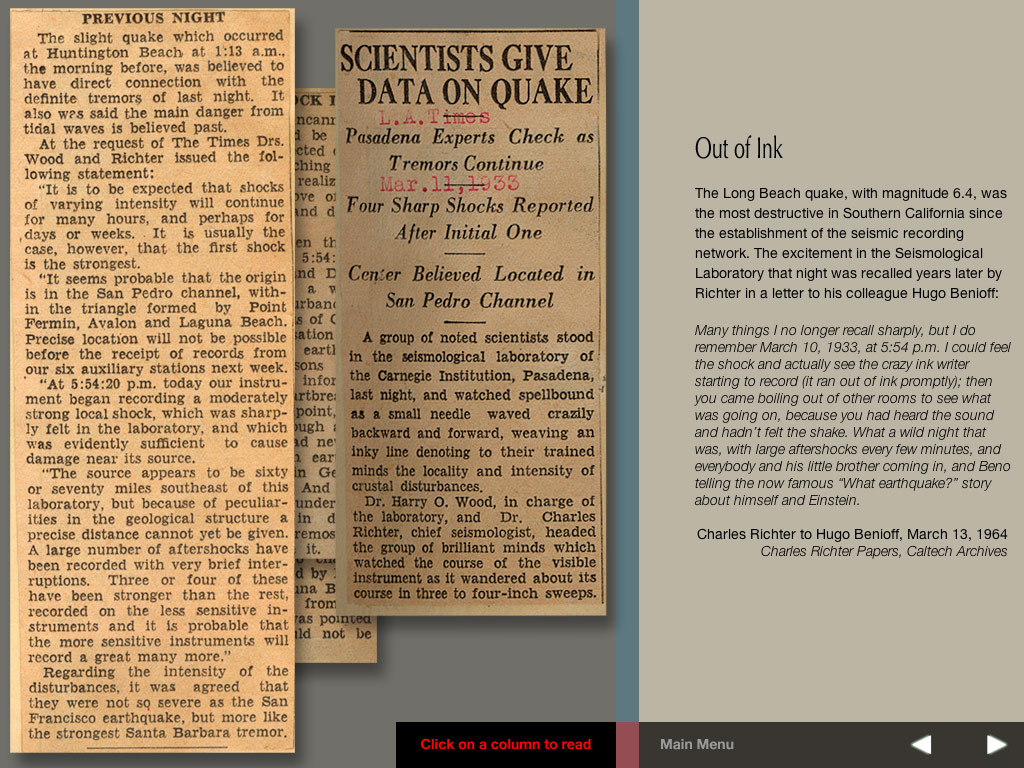 PREVIOUS NIGHT
The slight quake which occurred
at Huntington Beach at 1:13 a.m.,
the morning before, was believed to
have direct connection with the
definite tremors of last night. It
also was said the main danger from
tidal waves is believed past.
At the request of The Times Drs.
Wood and Richter issued the fol-
lowing statement:
"It is to be expected that shocks
of varying intensity will continue
for many hours, and perhaps for
days or weeks. It is usually the
case, however, that the first shock
is the strongest.
"It seems probable that the origin
is in the San Pedro channel, with-
in the triangle formed by Point
Fermin, Avalon and Laguna Beach.
Precise location will not be possible
before the receipt of records from
our six auxiliary stations next week.
"At 5:54:20 p.m. today our instru-
ment began recording a moderately
strong local shock, which was sharp-
ly felt in the laboratory, and which
was evidently sufficient to cause
damage near its source.
"The source appears to be sixty
or seventy miles southeast of this
laboratory, but because of peculiar-
ities in the geological structure a
precise distance cannot yet be given.
A large number of aftershocks have
been recorded with very brief inter-
ruptions. Three or four of these
have been stronger than the rest,
recorded on the less sensitive in-
struments and it is probable that
the more sensitive instruments will
record a great many more."
Regarding the intensity of the
disturbances, it was agreed that
they were not so severe as the San
Francisco earthquake, but more like
the strongest Santa Barbara tremor.
SCIENTISTS GIVE
DATA ON QUAKE
L.A.Times
Pasadena Experts Check as
Tremors Continue
Mar.11,1933
Four Sharp Shocks Reported
After Initial One
Center Believed Located in
San Pedro Channel
A group of noted scientists stood
in the seismological laboratory of
the Carnegie Institution, Pasadena,
last night, and watched spellbound
as a small needle waved crazily
backward and forward, weaving an
inky line denoting to their trained
minds the locality and intensity of
crustal disturbances.
Dr. Harry O. Wood, in charge of
the laboratory, and Dr. Charles
Richter, chief seismologist, headed
the group of brilliant minds which
watched the course of the visible
instrument as it wandered about its
course in three to four-inch sweeps.
Out of Ink
The Long Beach quake, with magnitude 6.4, was
the most destructive in Southern California since
the establishment of the seismic recording
network. The excitement in the Seismological
Laboratory that night was recalled years later by
Richter in a letter to his colleague Hugo Benioff:
Many things I no longer recall sharply, but I do
remember March 10, 1933, at 5:54 p.m. I could feel
the shock and actually see the crazy ink writer
starting to record (it ran out of ink promptly); then
you came boiling out of other rooms to see what
was going on, because you had heard the sound
and hadn't felt the shake. What a wild night that
was, with large aftershocks every few minutes, and
everybody and his little brother coming in, and Beno
telling the now famous "What earthquake?" story
about himself and Einstein.
Charles Richter to Hugo Benioff, March 13, 1964
Charles Richter Papers, Caltech Archives
Click on a column to read
Main Menu